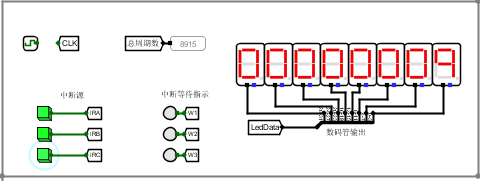 CLK
总周期数
8915
00000009
中断源
中断等待指示
IRA
W1
IRB
W2
LedData
数码管输出
IRC
W3